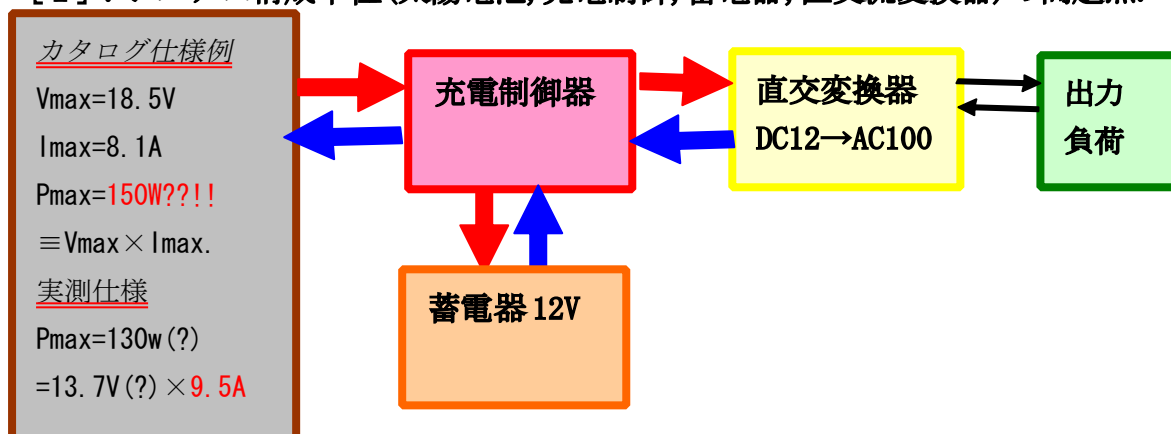 カタログ仕様例
Vmax=18.5V
Imax=8.1A
Pmax=150W??!!
≡Vmax×Imax.
実測仕様
Pmax=130w(?)
=13.7V(?)×9.5A
充電制御器
直交変換器
DC12→AC100
出力
負荷
蓄電器12V